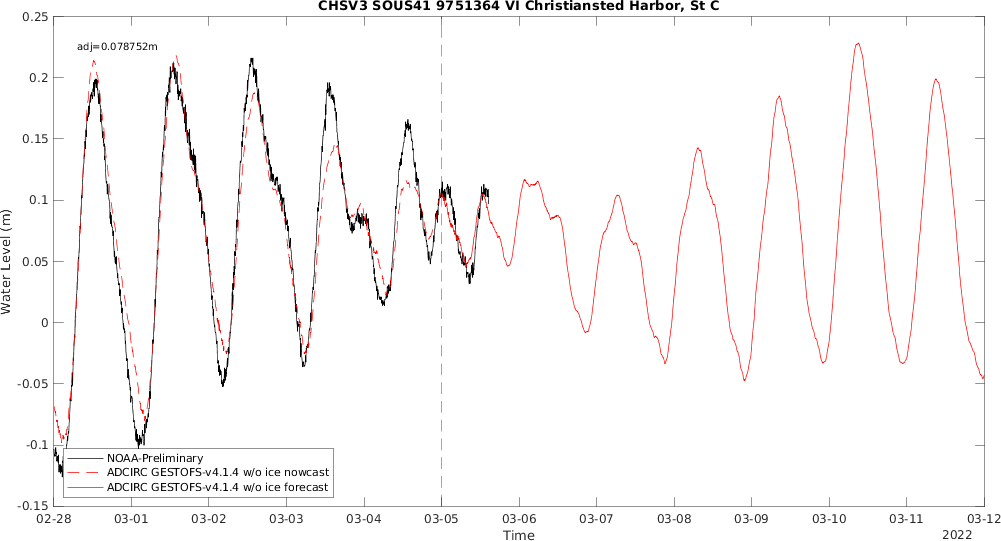 CHSV3 SOUS41 9751364 VI Christiansted Harbor, St C
adj=0.078752m
0.25
0.2
0.15
0.1
0.05
0
-0.05
-0.1
-0.15
Water Level (m)
NOAA-Preliminary
ADCIRC GESTOFS-v4.1.4 w/o ice nowcast
ADCIRC GESTOFS-v4.1.4 w/o ice forecast
02-28 03-01 03-02 03-03 03-04 03-05 03-06 03-07 03-08 03-09 03-10 03-11 03-12
Time
2022